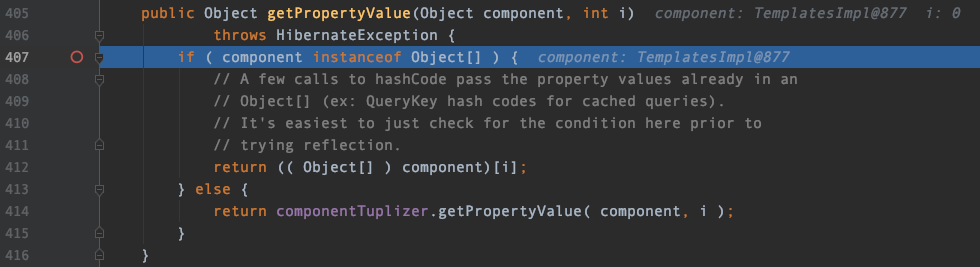 405 public Object getPropertyValue(Object component, int i) component: TemplatesImpl@877 i: 0
406 throws HibernateException {
407 if ( component instanceof Object[] ) { component: TemplatesImpl@877
408 // A few calls to hashCode pass the property values already in an
409 // Object[] (ex: QueryKey hash codes for cached queries).
410 // It's easiest to just check for the condition here prior to
411 // trying reflection.
412 return (( Object[] ) component)[i];
413 } else {
414 return componentTuplizer.getPropertyValue( component, i );
415 }
416 }